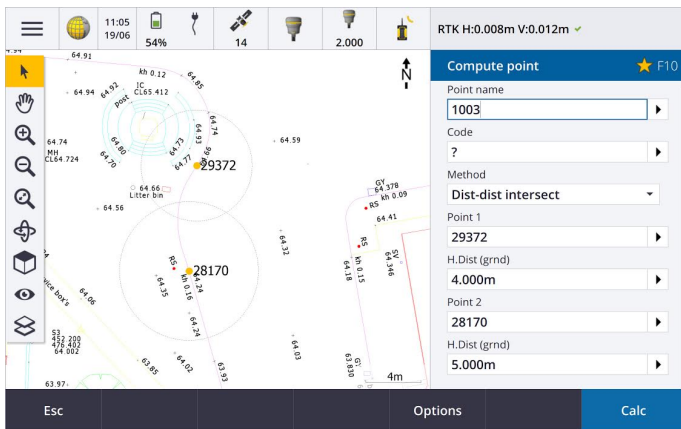 11:05
19/06
54%
14
2.000
RTK H:0.008m V:0.012m
Compute point
F10
Point name
1003
Code
?
Method
Dist-dist intersect
Point 1
29372
H.Dist (grnd)
4.000m
Point 2
28170
H.Dist (grnd)
5.000m
64.91
kh 0.12
64.85
64.94
64.92
post
IC
CL65.412
64.74
64.93
64.74
MH
CL64.724
64.80
64.70
64.73
64.77
64.66
29372
64.59
64.66
Litter bin
64.56
GY
64.378
kh 0.09
RS
64.41
RS
64.32
RS
28170
64.24
kh 0.16
64.35
64.18
kh 0.15
SV
64.346
vice box's
64.06
64.24
S3
452.200
476.402
64.002
63.85
64.02
63.93
64.03
GY
63.830
63.97
N
4m
Esc
Options
Calc